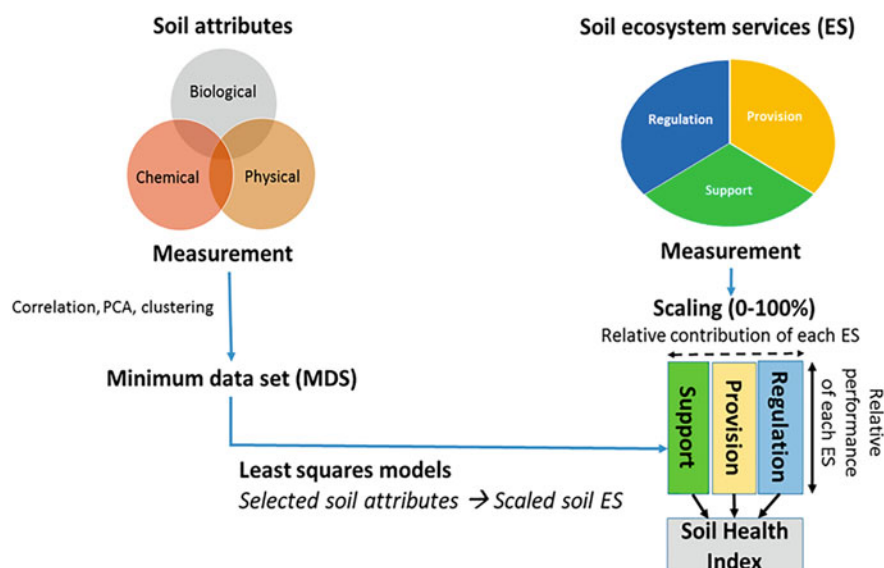 Soil attributes
Biological
Chemical
Physical
Measurement
Correlation, PCA, clustering
Minimum data set (MDS)
Least squares models
Selected soil attributes → Scaled soil ES
Soil ecosystem services (ES)
Regulation
Provision
Support
Measurement
Scaling (0-100%)
Relative contribution of each ES
Support
Provision
Regulation
Relative
performance
of each ES
Soil Health
Index